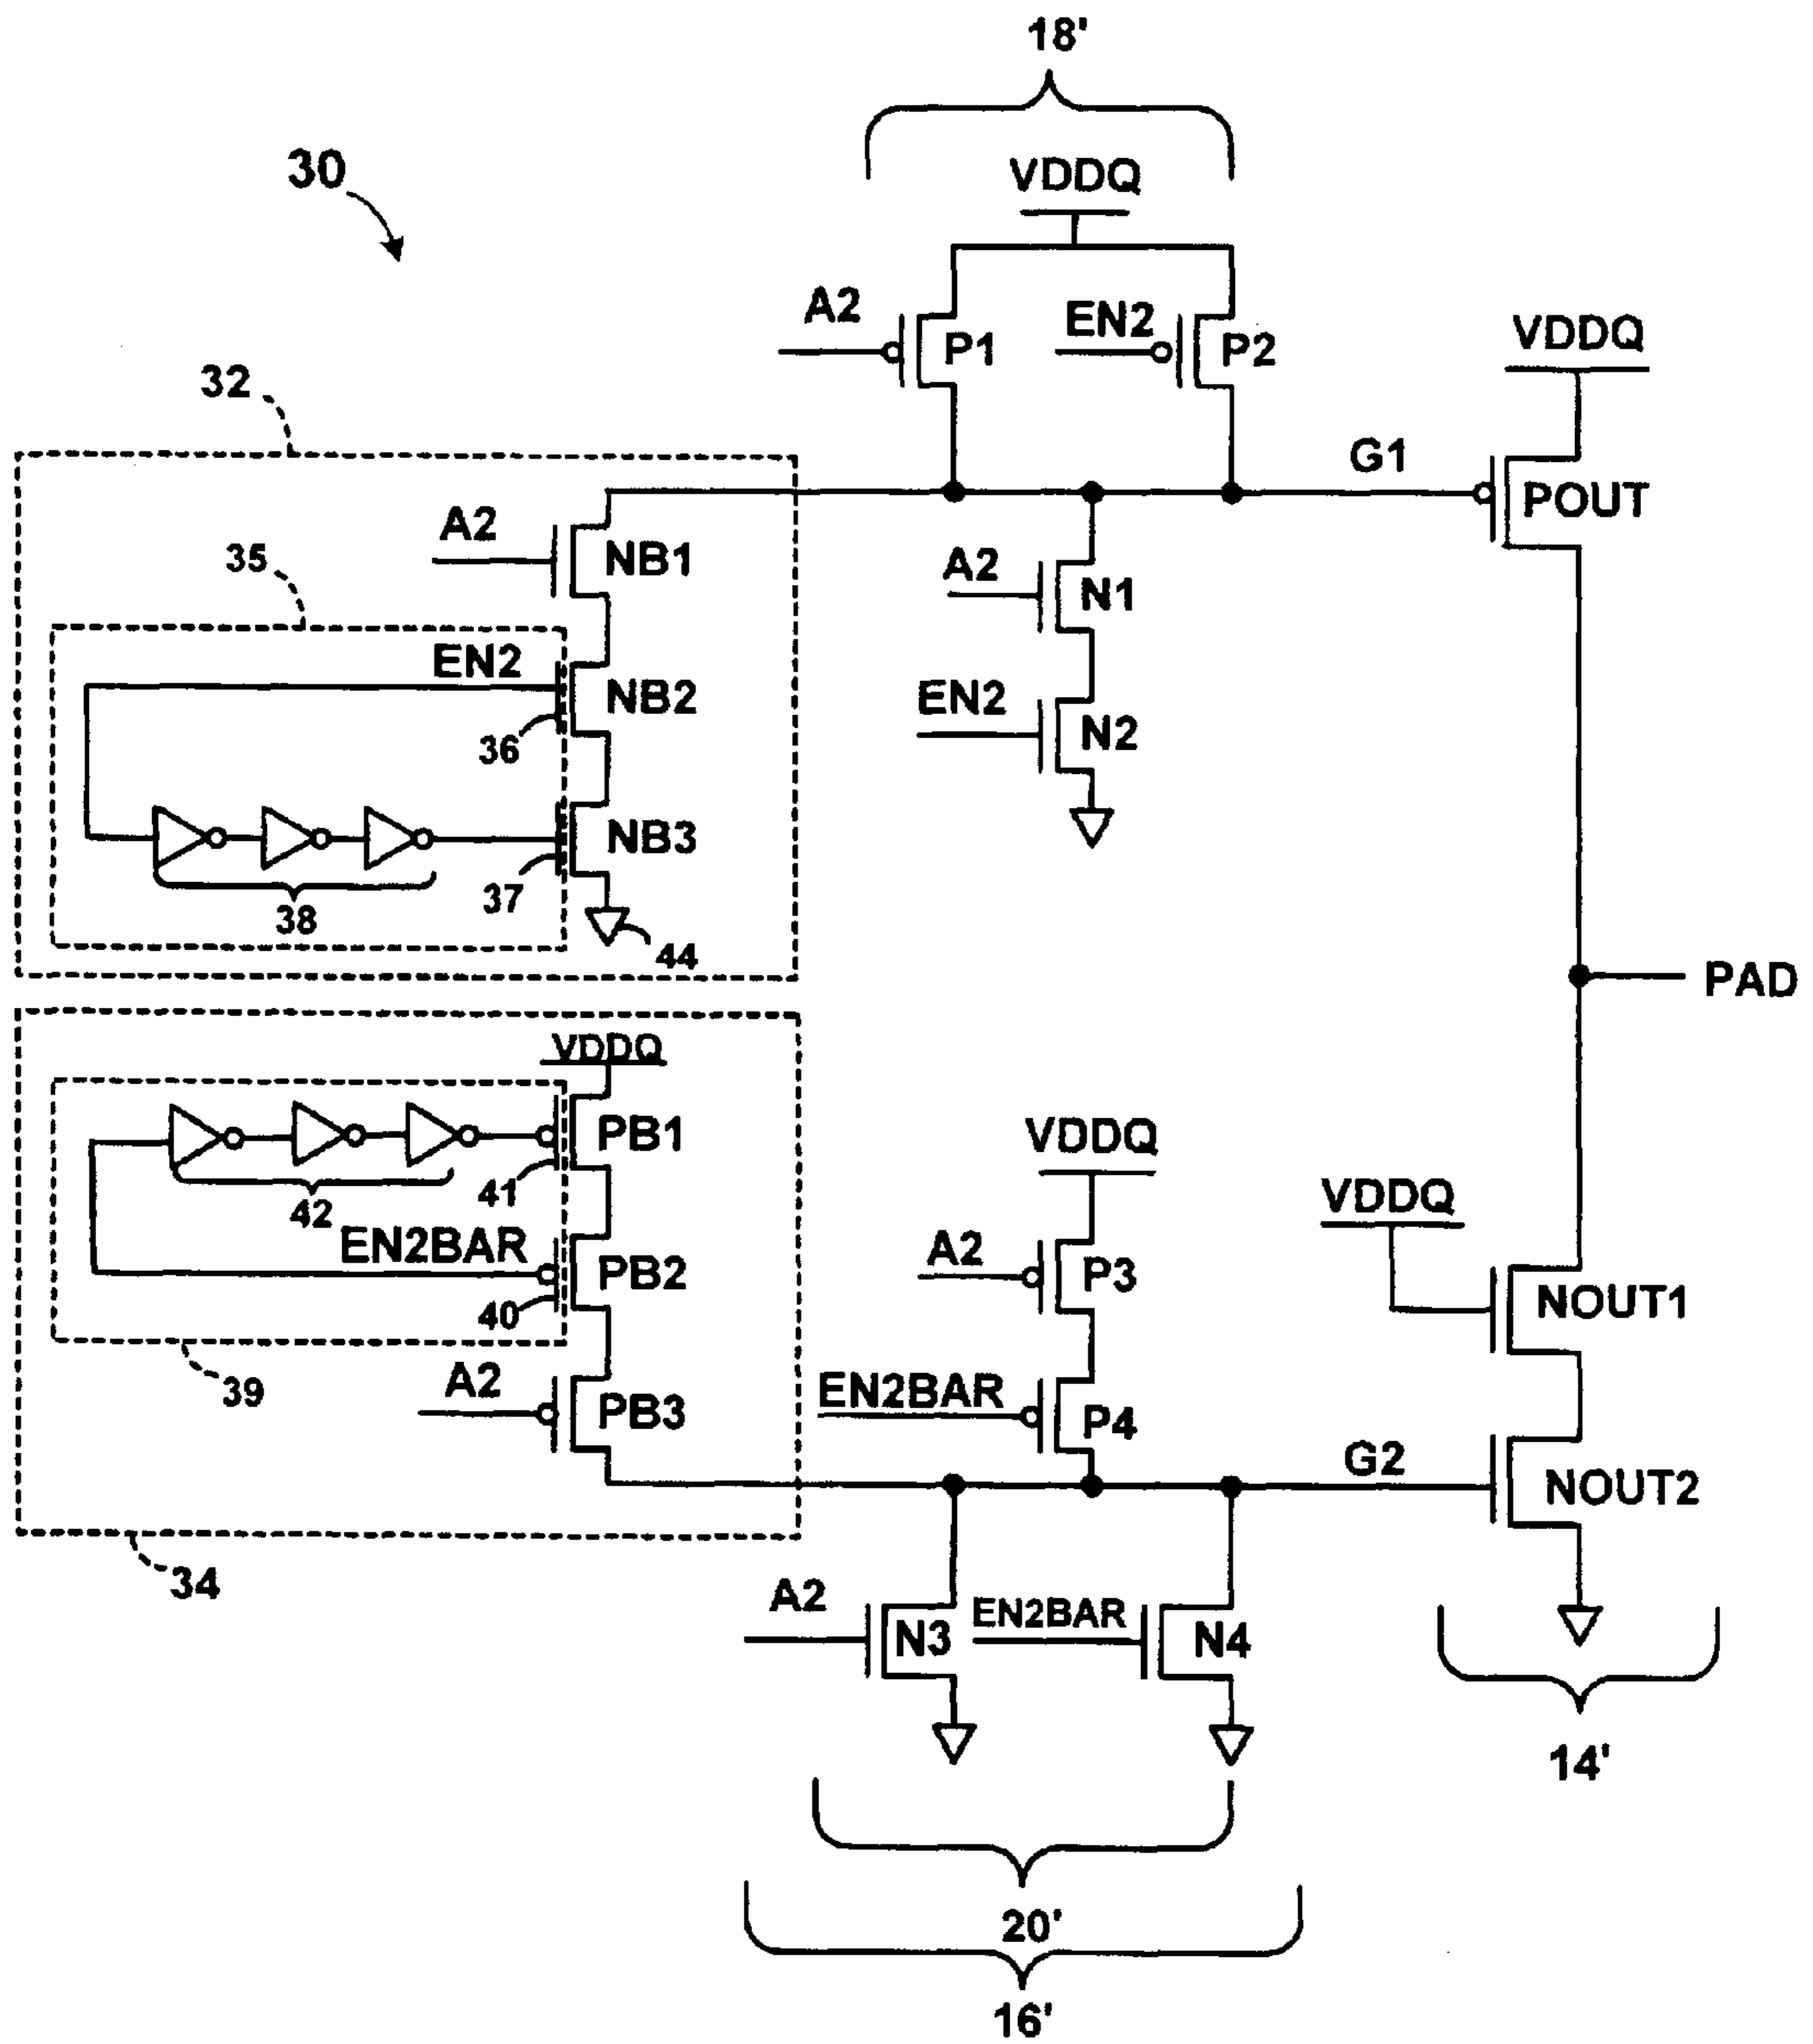 18'
30
VDDQ
A2
P1
EN2
P2
VDDQ
32
G1
POUT
A2
NB1
35
A2
N1
EN2
NB2
36
EN2
N2
NB3
37
38
44
PAD
VDDQ
PB1
41
42
VDDQ
VDDQ
EN2BAR
PB2
40
A2
P3
NOUT1
39
A2
PB3
EN2BAR
P4
G2
NOUT2
34
A2
N3
EN2BAR
N4
14'
20'
16'